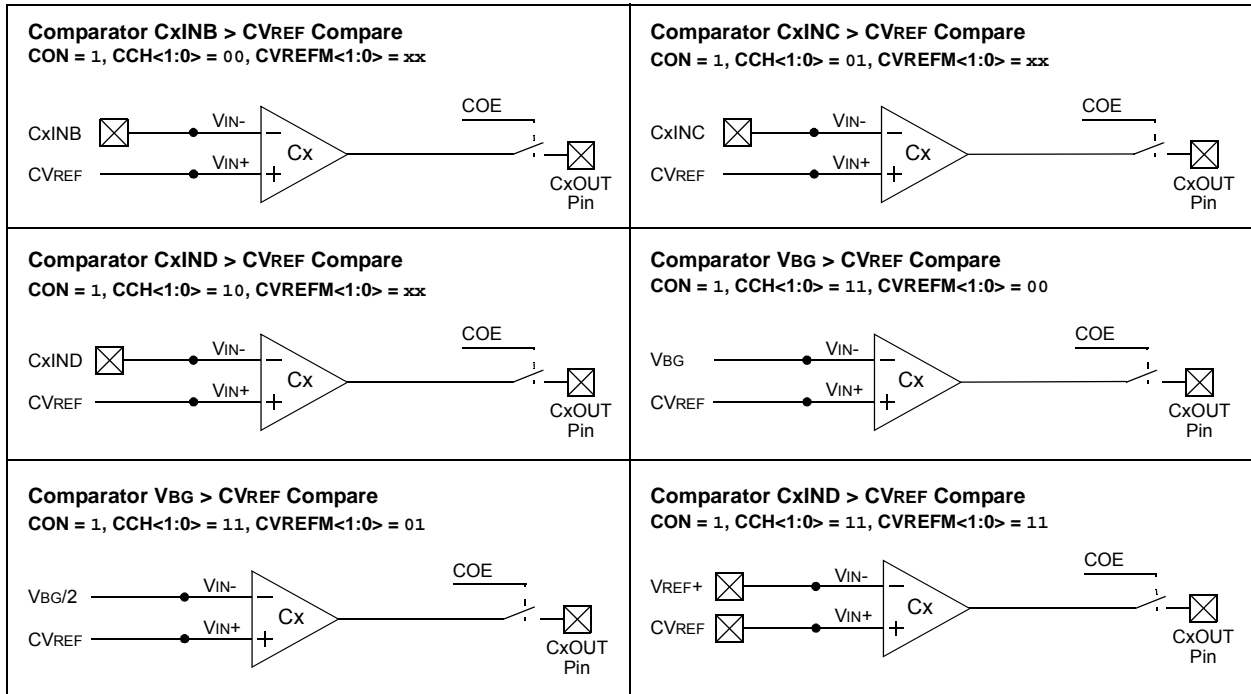 Comparator CxINB > CVREF Compare
CON = 1, CCH<1:0> = 00, CVREFM<1:0> = xx
COE
CxINB
VIN-
–
Cx
CVREF
VIN+
+
CxOUT
Pin
Comparator CxINC > CVREF Compare
CON = 1, CCH<1:0> = 01, CVREFM<1:0> = xx
COE
CxINC
VIN-
–
Cx
CVREF
VIN+
+
CxOUT
Pin
Comparator CxIND > CVREF Compare
CON = 1, CCH<1:0> = 10, CVREFM<1:0> = xx
COE
CxIND
VIN-
–
Cx
CVREF
VIN+
+
CxOUT
Pin
Comparator VBG > CVREF Compare
CON = 1, CCH<1:0> = 11, CVREFM<1:0> = 00
COE
VBG
VIN-
–
Cx
CVREF
VIN+
+
CxOUT
Pin
Comparator VBG > CVREF Compare
CON = 1, CCH<1:0> = 11, CVREFM<1:0> = 01
COE
VBG/2
VIN-
–
Cx
CVREF
VIN+
+
CxOUT
Pin
Comparator CxIND > CVREF Compare
CON = 1, CCH<1:0> = 11, CVREFM<1:0> = 11
COE
VREF+
VIN-
–
Cx
CVREF
VIN+
+
CxOUT
Pin